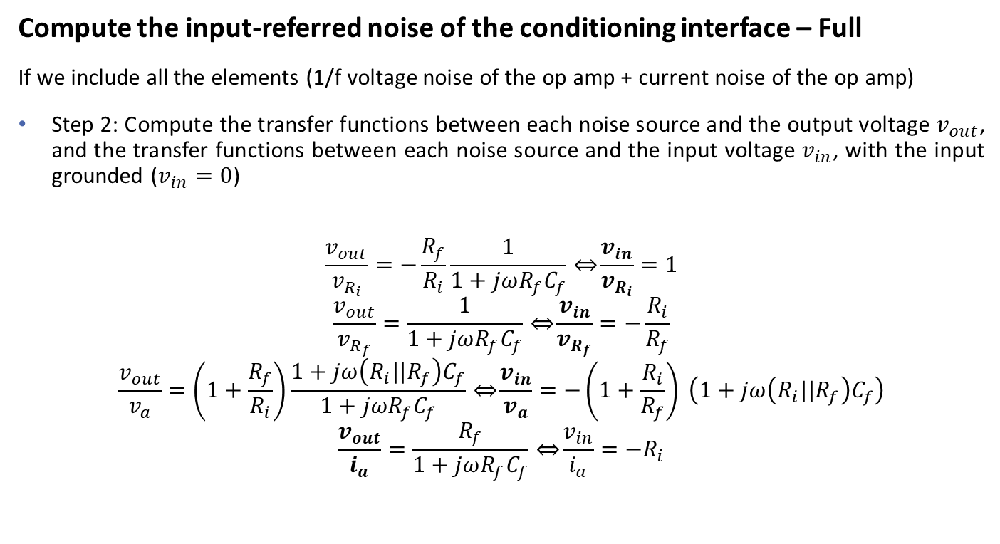 Compute the input-referred noise of the conditioning interface – Full
If we include all the elements (1/f voltage noise of the op amp + current noise of the op amp)
• Step 2: Compute the transfer functions between each noise source and the output voltage $v_{out}$,
and the transfer functions between each noise source and the input voltage $v_{in}$, with the input
grounded ($v_{in} = 0$)
$\frac{v_{out}}{v_{R_i}} = -\frac{R_f}{R_i}\frac{1}{1 + j\omega R_f C_f} \Leftrightarrow \frac{\boldsymbol{v_{in}}}{\boldsymbol{v_{R_i}}} = 1$
$\frac{v_{out}}{v_{R_f}} = \frac{1}{1 + j\omega R_f C_f} \Leftrightarrow \frac{\boldsymbol{v_{in}}}{\boldsymbol{v_{R_f}}} = -\frac{R_i}{R_f}$
$\frac{v_{out}}{v_a} = \left(1 + \frac{R_f}{R_i}\right)\frac{1 + j\omega(R_i||R_f)C_f}{1 + j\omega R_f C_f} \Leftrightarrow \frac{\boldsymbol{v_{in}}}{\boldsymbol{v_a}} = -\left(1 + \frac{R_i}{R_f}\right)(1 + j\omega(R_i||R_f)C_f)$
$\frac{\boldsymbol{v_{out}}}{\boldsymbol{i_a}} = \frac{R_f}{1 + j\omega R_f C_f} \Leftrightarrow \frac{v_{in}}{i_a} = -R_i$